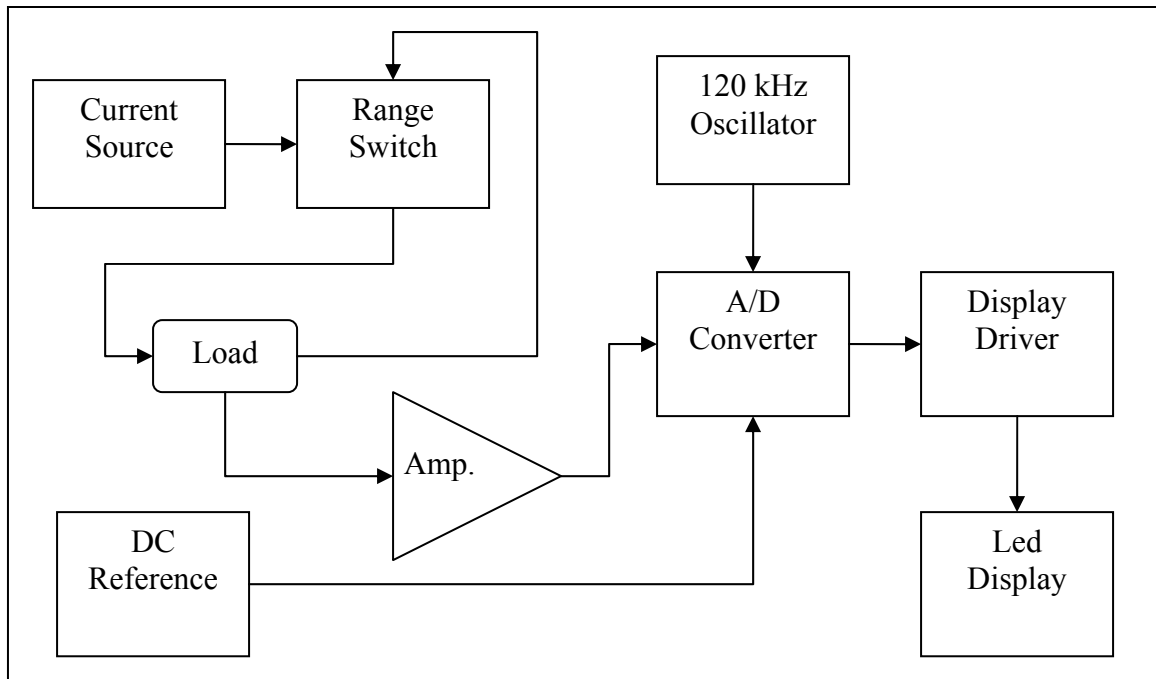 Current
Source
Range
Switch
120 kHz
Oscillator
Load
A/D
Converter
Display
Driver
Amp.
DC
Reference
Led
Display